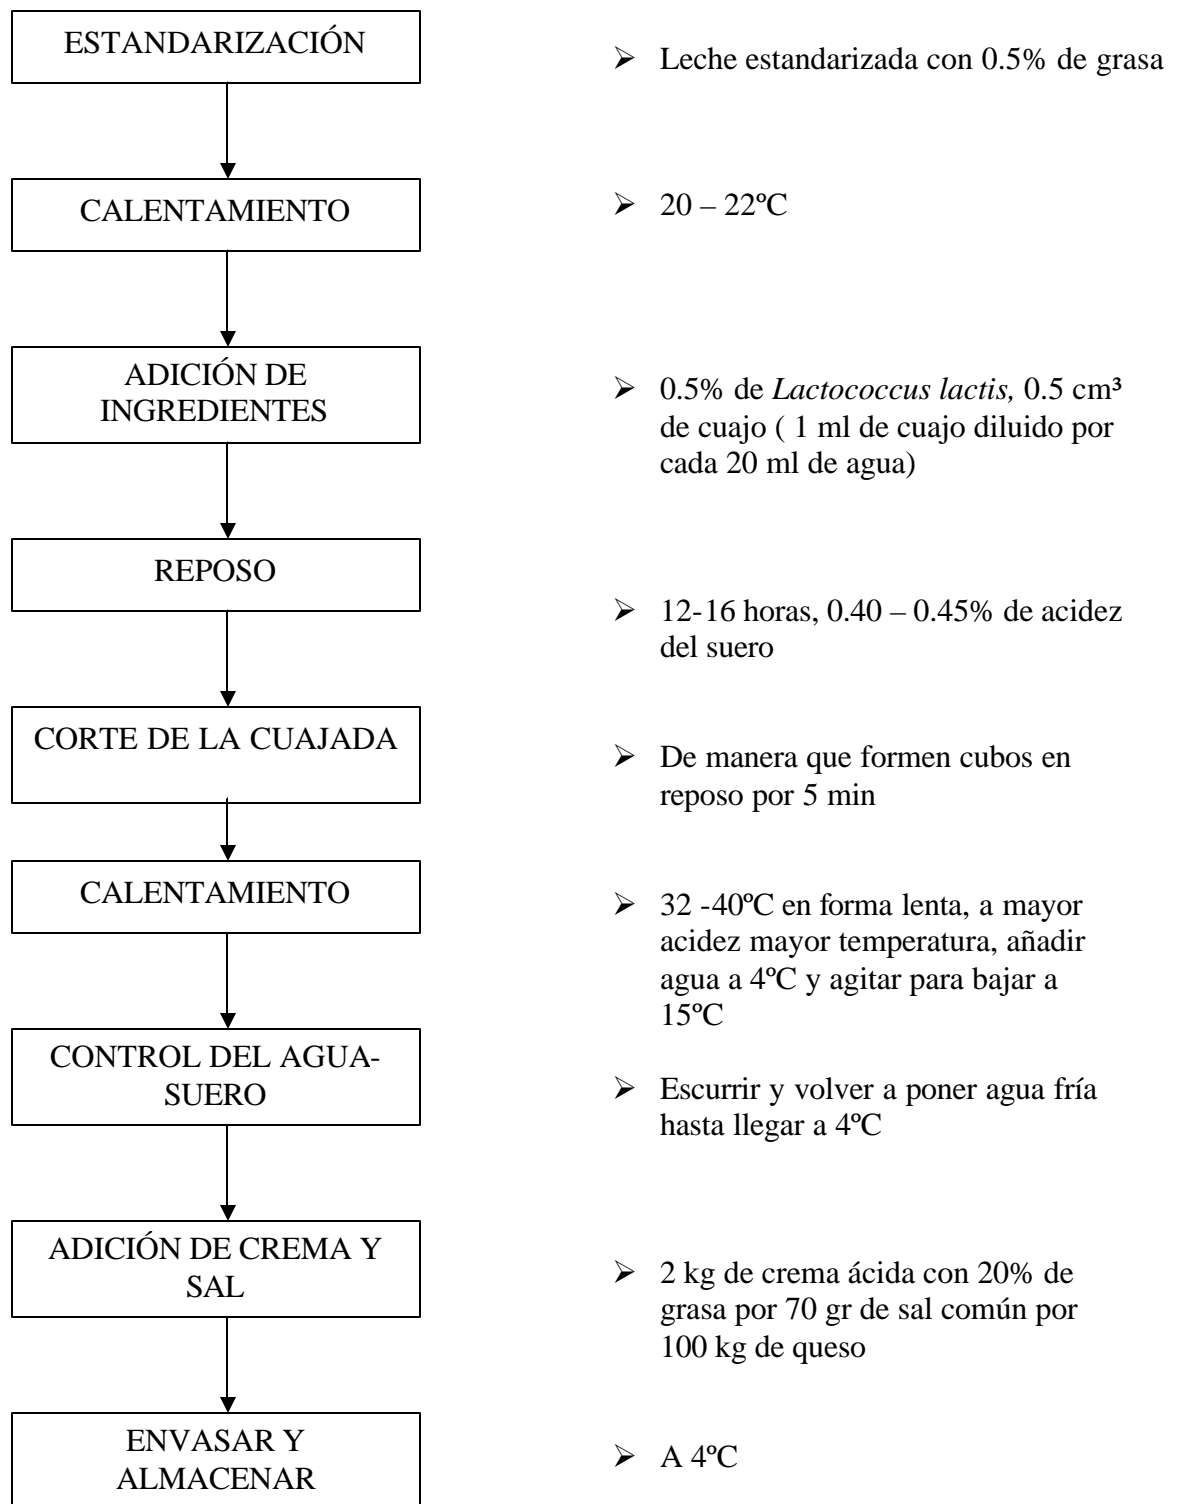 ESTANDARIZACIÓN
➢ Leche estandarizada con 0.5% de grasa
CALENTAMIENTO
➢ 20 – 22ºC
ADICIÓN DE
INGREDIENTES
➢ 0.5% de Lactococcus lactis, 0.5 cm³
de cuajo ( 1 ml de cuajo diluido por
cada 20 ml de agua)
REPOSO
➢ 12-16 horas, 0.40 – 0.45% de acidez
del suero
CORTE DE LA CUAJADA
➢ De manera que formen cubos en
reposo por 5 min
CALENTAMIENTO
➢ 32 -40ºC en forma lenta, a mayor
acidez mayor temperatura, añadir
agua a 4ºC y agitar para bajar a
15ºC
CONTROL DEL AGUA-
SUERO
➢ Escurrir y volver a poner agua fría
hasta llegar a 4ºC
ADICIÓN DE CREMA Y
SAL
➢ 2 kg de crema ácida con 20% de
grasa por 70 gr de sal común por
100 kg de queso
ENVASAR Y
ALMACENAR
➢ A 4ºC